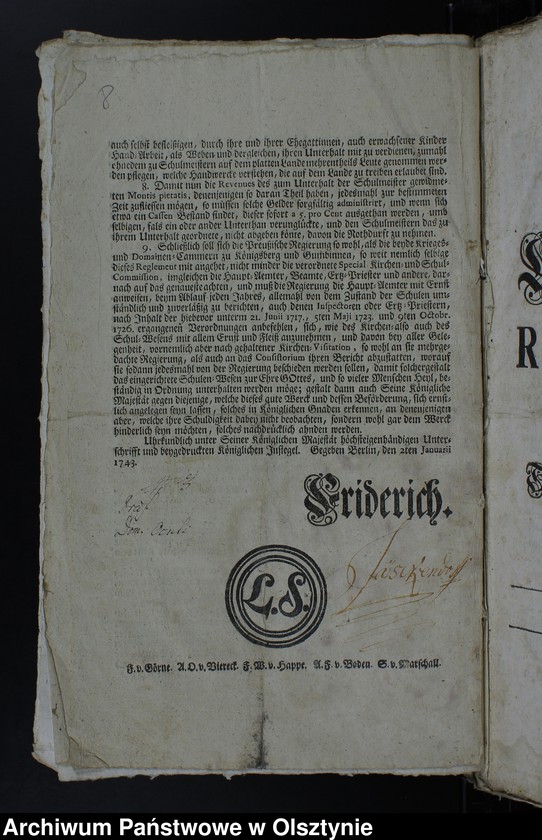 8
auch selbst befleißigen, durch ihre und ihrer Ehegattinnen, auch erwachsener Kinder
Hand-Arbeit, als Weben und dergleichen, ihren Unterhalt mit zu verdienen, zumahl
ohnedem zu Schulmeistern auf dem platten Lande mehrentheils Leute genommen wer-
den pflegen, welche Handwercke verstehen, die auf dem Lande zu treiben erlaubt sind.
8. Damit nun die Revenues des zum Unterhalt der Schulmeister gewidme-
ten Montis pietatis, denenjenigen so daran Theil haben, jedesmahl zur bestimmeten
Zeit zufliessen mögen, so müssen selche Gelder sorgfältig administrirt, und wenn sich
etwa ein Cassen Bestand findet, dieser sofort a 5. pro Cent ausgethan werden, umb
selbigen, fals ein oder ander Unterthan verunglückte, und den Schulmeistern das zu
ihrem Unterhalt geordnete, nicht abgeben könte, davon die Nothdurfft zu nehmen.
9. Schließlich soll sich die Preußische Regierung so wohl, als die beyde Krieges-
und Domainen-Cammern zu Königsberg und Gumbinnen, so weit nemlich selbige
dieses Reglement mit angehet, nicht minder die verordnete Special Kirchen- und Schul-
Commission, imgleichen die Haupt-Aemter, Beamte, Ertz-Priester und andere, dar-
nach auf das genaueste achten, und muß die Regierung die Haupt-Aemter mit Ernst
anweisen, beym Ablauf jeden Jahres, allemahl von dem Zustand der Schulen um-
ständlich und zuverläßig zu berichten, auch denen Inspectoren oder Ertz-Priestern,
nach Inhalt der hiebevor unterm 21. Junii 1717., 5ten Maji 1723. und 9ten Octobr.
1726. ergangenen Verordnungen anbefehlen, sich, wie des Kirchen- also auch des
Schul-Wesens mit allem Ernst und Fleiß anzunehmen, und davon bey aller Gele-
genheit, vornemlich aber nach gehaltener Kirchen-Visitation, so wohl an sie mehrge-
dachte Regierung, als auch an das Consistorium ihren Bericht abzustatten, worauf
sie sodann jedesmahl von der Regierung beschieden werden sollen, damit solchergestalt
das eingerichtete Schulen-Wesen zur Ehre GOttes, und so vieler Menschen Heyl, be-
ständig in Ordnung unterhalten werden möge; gestalt dann auch Seine Königliche
Majestät gegen diejenige, welche dieses gute Werck und dessen Beförderung, sich ernst-
lich angelegen seyn lassen, solches in Königlichen Gnaden erkennen, an denenjenigen
aber, welche ihre Schuldigkeit dabey nicht beobachten, sondern wohl gar dem Werck
hinderlich seyn möchten, solches nachdrücklich ahnden werden.
Uhrkundlich unter Seiner Königlichen Majestät höchsteigenhändigen Unter-
schrifft und beygedruckten Königlichen Insiegel. Gegeben Berlin, den 2ten Januarii
1743.
Friderich.
L.S.
F. v. Görne. A. O. v. Viereck. F. W. v. Happe. A. F. v. Boden. S. v. Marschall.
R
Archiwum Państwowe w Olsztynie